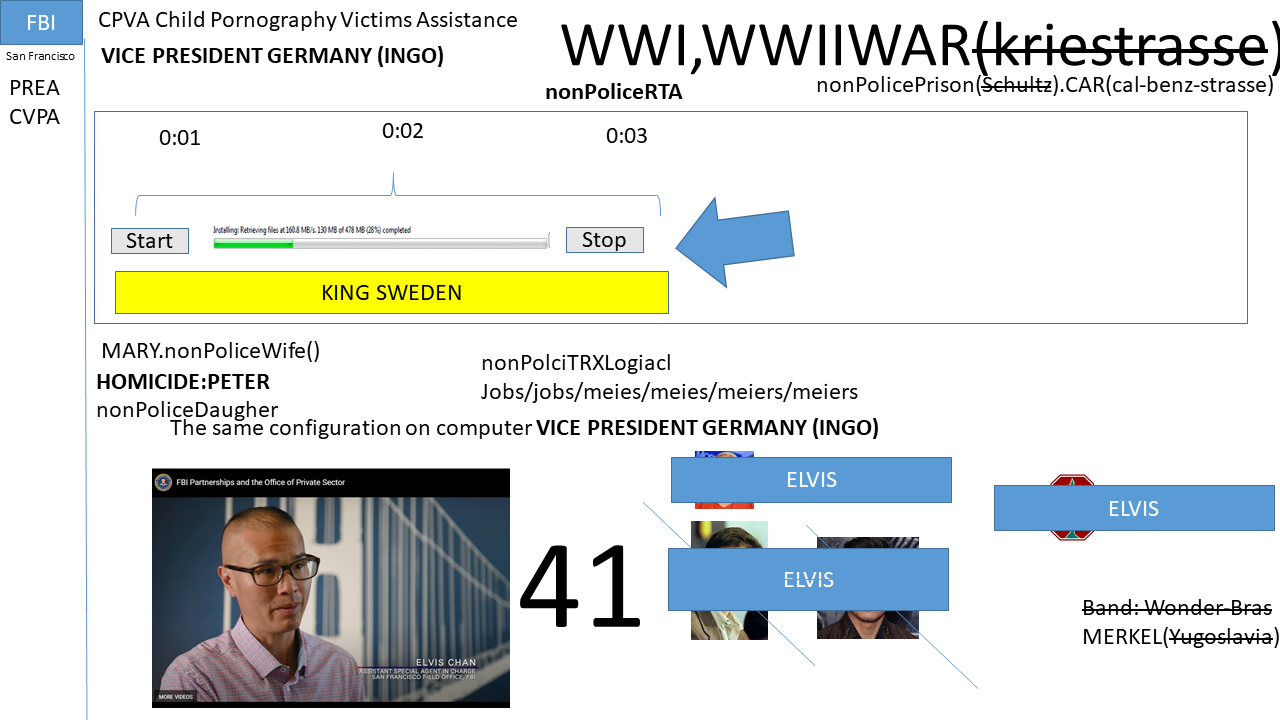 FBI
San Francisco
PREA
CVPA
CPVA Child Pornography Victims Assistance
VICE PRESIDENT GERMANY (INGO)
WWI,WWIIWAR(kriestrasse)
nonPoliceRTA
nonPolicePrison(Schultz).CAR(cal-benz-strasse)
0:01
0:02
0:03
Start
Installing: Retrieving files at 160.8 MB/s. 130 MB of 478 MB (28%) completed
Stop
KING SWEDEN
MARY.nonPoliceWife()
HOMICIDE:PETER
nonPoliceDaugher
nonPolciTRXLogiacl
Jobs/jobs/meies/meies/meiers/meiers
The same configuration on computer VICE PRESIDENT GERMANY (INGO)
FBI Partnerships and the Office of Private Sector
ELVIS CHAN
ASSISTANT SPECIAL AGENT IN CHARGE
SAN FRANCISCO FIELD OFFICE, FBI
MORE VIDEOS
41
ELVIS
ELVIS
ELVIS
Band: Wonder-Bras
MERKEL(Yugoslavia)